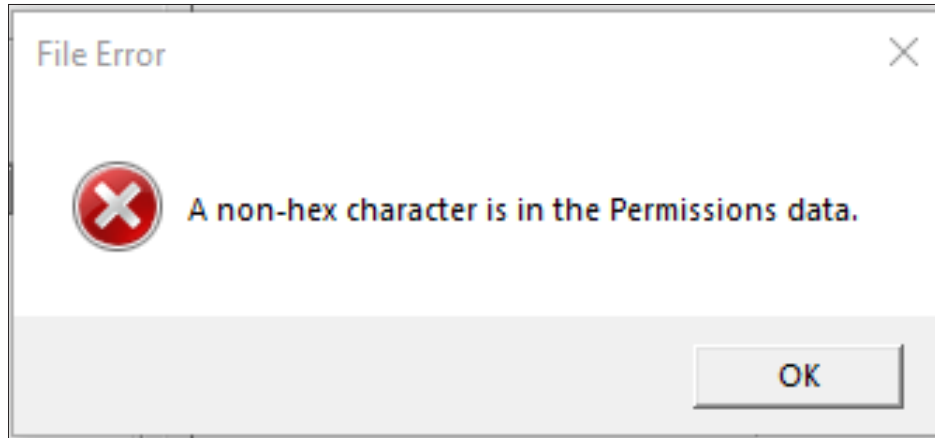 File Error
A non-hex character is in the Permissions data.
OK